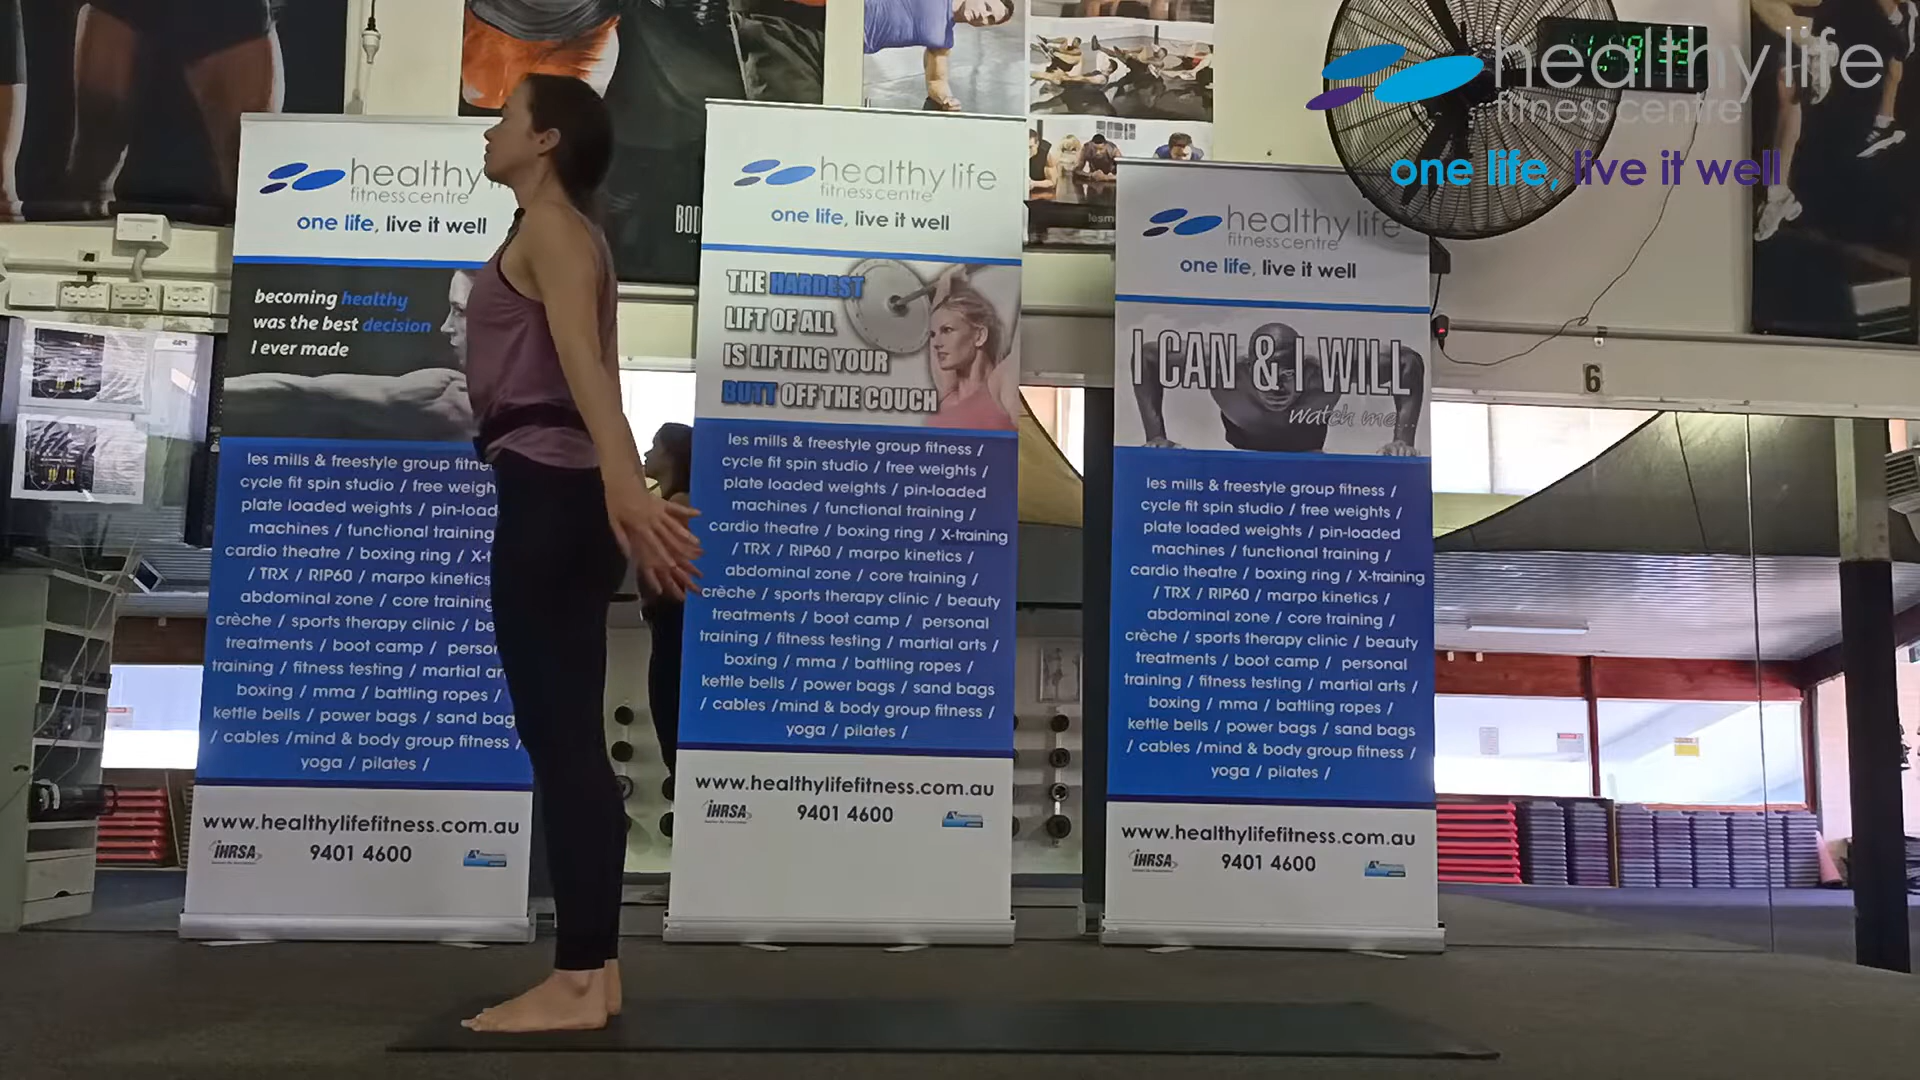 healthy life
fitness centre
one life, live it well
healthy
fitness centre
one life, live it well
becoming healthy
was the best decision
I ever made
les mills & freestyle group fitne
cycle fit spin studio / free weigh
plate loaded weights / pin-load
machines / functional training
cardio theatre / boxing ring / X-t
/ TRX / RIP60 / marpo kinetics
abdominal zone / core training
crèche / sports therapy clinic / be
treatments / boot camp / perso
training / fitness testing / martial ar
boxing / mma / battling ropes /
kettle bells / power bags / sand bag
/ cables /mind & body group fitness /
yoga / pilates /
www.healthylifefitness.com.au
IHRSA
9401 4600
BOD
healthy life
fitness centre
one life, live it well
THE HARDEST
LIFT OF ALL
IS LIFTING YOUR
BUTT OFF THE COUCH
les mills & freestyle group fitness /
cycle fit spin studio / free weights /
plate loaded weights / pin-loaded
machines / functional training /
cardio theatre / boxing ring / X-training
/ TRX / RIP60 / marpo kinetics /
abdominal zone / core training /
crèche / sports therapy clinic / beauty
treatments / boot camp / personal
training / fitness testing / martial arts /
boxing / mma / battling ropes /
kettle bells / power bags / sand bags
/ cables /mind & body group fitness /
yoga / pilates /
www.healthylifefitness.com.au
IHRSA
9401 4600
healthy life
fitness centre
one life, live it well
I CAN & I WILL
watch me...
les mills & freestyle group fitness /
cycle fit spin studio / free weights /
plate loaded weights / pin-loaded
machines / functional training /
cardio theatre / boxing ring / X-training
/ TRX / RIP60 / marpo kinetics /
abdominal zone / core training /
crèche / sports therapy clinic / beauty
treatments / boot camp / personal
training / fitness testing / martial arts /
boxing / mma / battling ropes /
kettle bells / power bags / sand bags
/ cables /mind & body group fitness /
yoga / pilates /
www.healthylifefitness.com.au
IHRSA
9401 4600
6